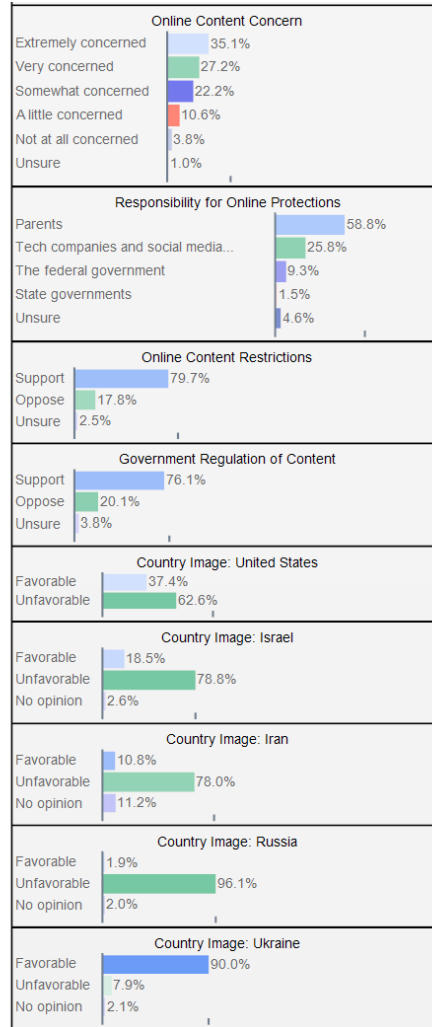 Online Content Concern
Extremely concerned 35.1%
Very concerned 27.2%
Somewhat concerned 22.2%
A little concerned 10.6%
Not at all concerned 3.8%
Unsure 1.0%
Responsibility for Online Protections
Parents 58.8%
Tech companies and social media... 25.8%
The federal government 9.3%
State governments 1.5%
Unsure 4.6%
Online Content Restrictions
Support 79.7%
Oppose 17.8%
Unsure 2.5%
Government Regulation of Content
Support 76.1%
Oppose 20.1%
Unsure 3.8%
Country Image: United States
Favorable 37.4%
Unfavorable 62.6%
Country Image: Israel
Favorable 18.5%
Unfavorable 78.8%
No opinion 2.6%
Country Image: Iran
Favorable 10.8%
Unfavorable 78.0%
No opinion 11.2%
Country Image: Russia
Favorable 1.9%
Unfavorable 96.1%
No opinion 2.0%
Country Image: Ukraine
Favorable 90.0%
Unfavorable 7.9%
No opinion 2.1%